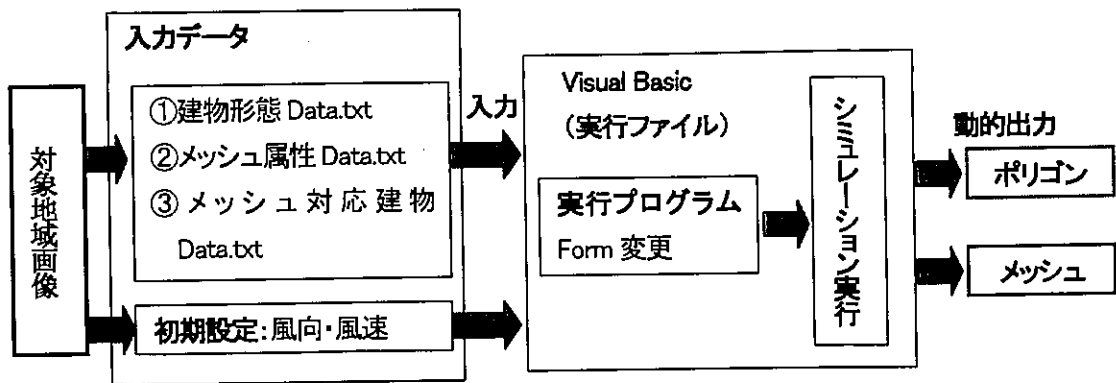 対象地域画像
入力データ
①建物形態 Data.txt
②メッシュ属性 Data.txt
③メッシュ対応建物
Data.txt
初期設定:風向・風速
入力
Visual Basic
(実行ファイル)
実行プログラム
Form 変更
シミュレーション実行
動的出力
ポリゴン
メッシュ